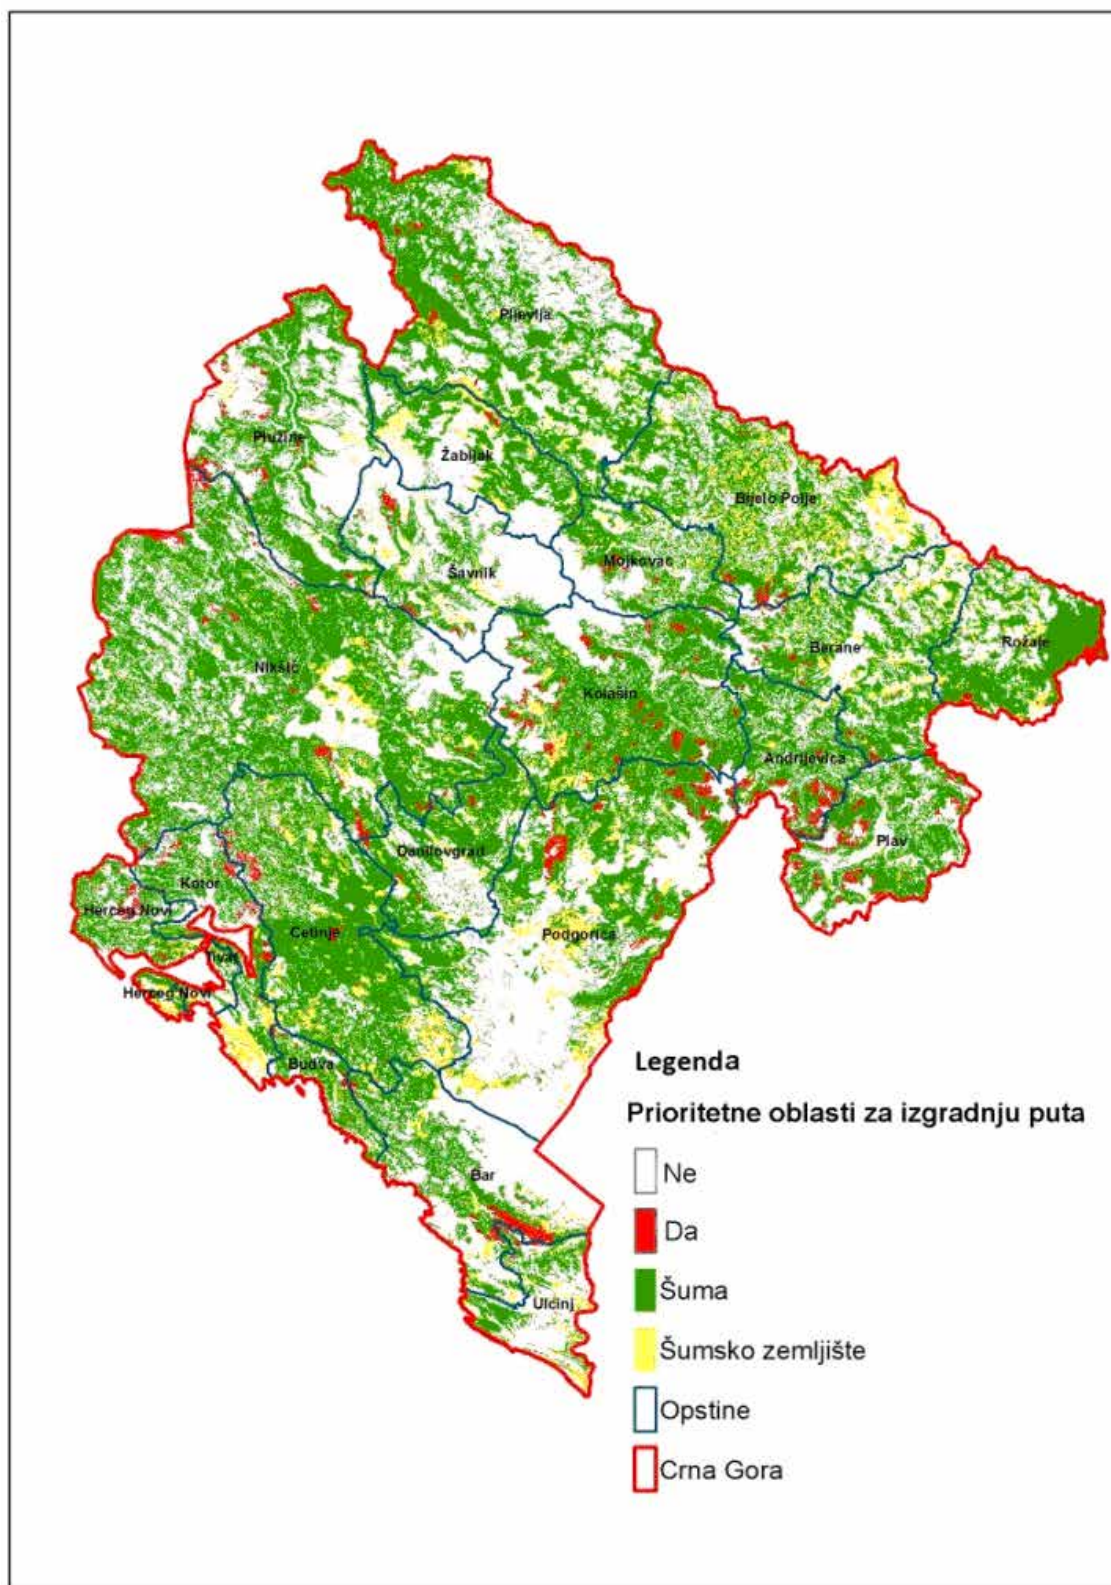 Pljevlja
Plužine
Žabljak
Bijelo Polje
Mojkovac
Šavnik
Berane
Rožaje
Nikšić
Kolašin
Andrijevica
Plav
Danilovgrad
Kotor
Herceg Novi
Cetinje
Podgorica
Tivat
Herceg Novi
Budva
Bar
Ulcinj
Legenda
Prioritetne oblasti za izgradnju puta
Ne
Da
Šuma
Šumsko zemljište
Opstine
Crna Gora